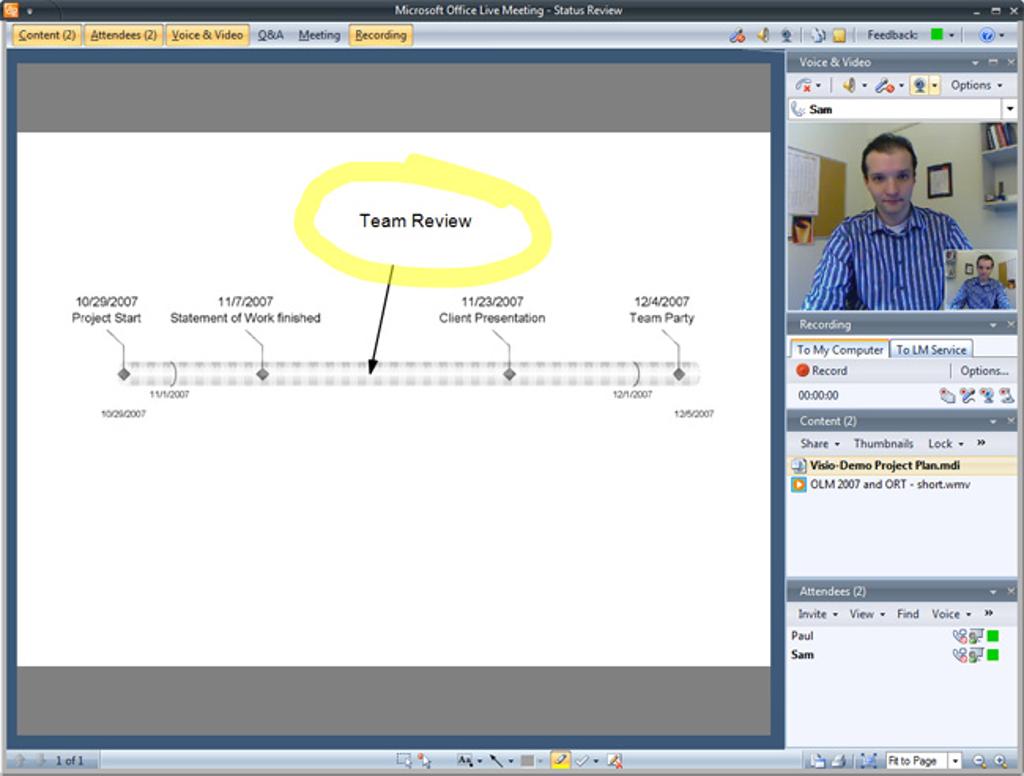 Microsoft Office Live Meeting - Status Review
Content (2) Attendees (2) Voice & Video Q&A Meeting Recording Feedback:
Voice & Video
Options
Sam
Team Review
10/29/2007
Project Start
11/7/2007
Statement of Work finished
11/23/2007
Client Presentation
12/4/2007
Team Party
11/1/2007
12/1/2007
10/29/2007
12/5/2007
Recording
To My Computer To LM Service
Record Options...
00:00:00
Content (2)
Share Thumbnails Lock »
Visio-Demo Project Plan.mdi
OLM 2007 and ORT - short.wmv
Attendees (2)
Invite View Find Voice »
Paul
Sam
1 of 1 Aa Fit to Page